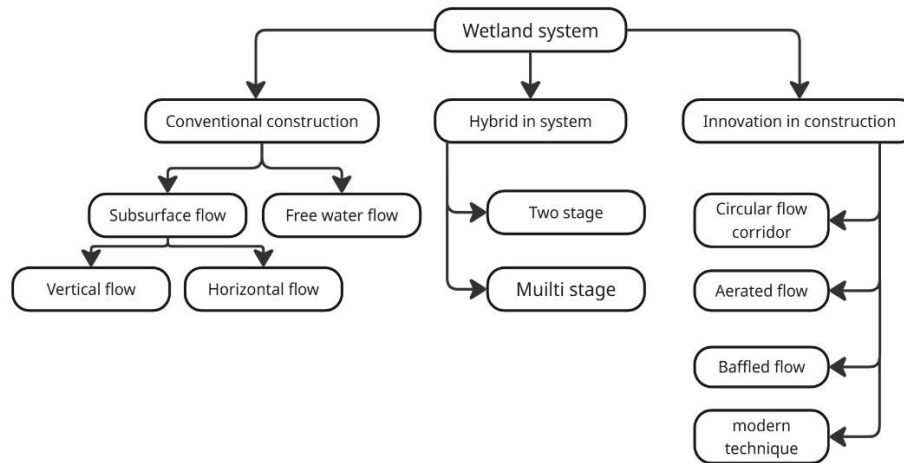 Wetland system
Conventional construction
Hybrid in system
Innovation in construction
Subsurface flow
Free water flow
Two stage
Circular flow
corridor
Vertical flow
Horizontal flow
Muilti stage
Aerated flow
Baffled flow
modern
technique